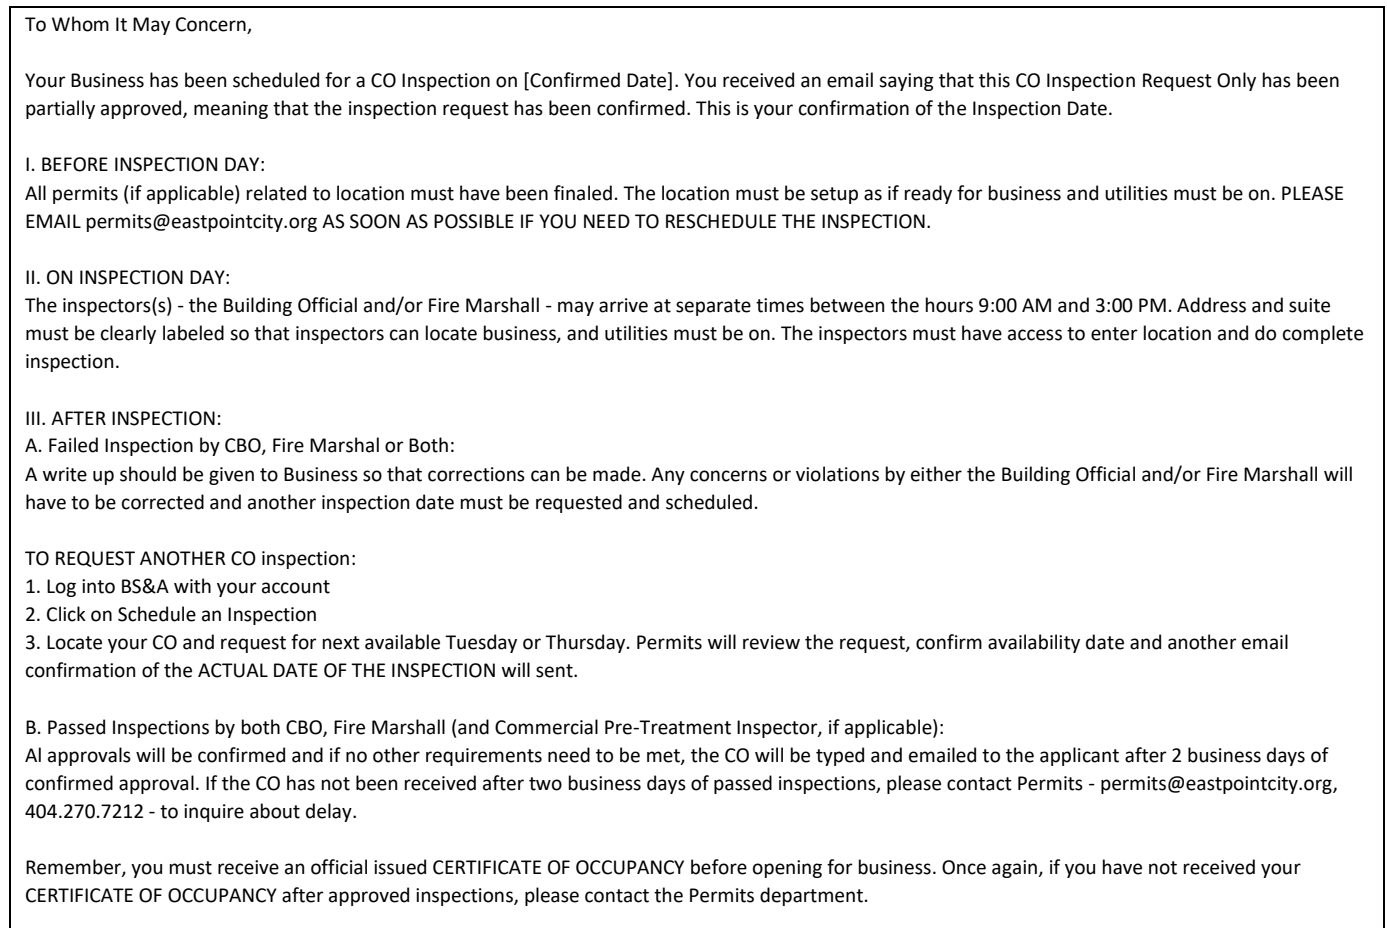 To Whom It May Concern,
Your Business has been scheduled for a CO Inspection on [Confirmed Date]. You received an email saying that this CO Inspection Request Only has been
partially approved, meaning that the inspection request has been confirmed. This is your confirmation of the Inspection Date.
I. BEFORE INSPECTION DAY:
All permits (if applicable) related to location must have been finaled. The location must be setup as if ready for business and utilities must be on. PLEASE
EMAIL permits@eastpointcity.org AS SOON AS POSSIBLE IF YOU NEED TO RESCHEDULE THE INSPECTION.
II. ON INSPECTION DAY:
The inspectors(s) - the Building Official and/or Fire Marshall - may arrive at separate times between the hours 9:00 AM and 3:00 PM. Address and suite
must be clearly labeled so that inspectors can locate business, and utilities must be on. The inspectors must have access to enter location and do complete
inspection.
III. AFTER INSPECTION:
A. Failed Inspection by CBO, Fire Marshal or Both:
A write up should be given to Business so that corrections can be made. Any concerns or violations by either the Building Official and/or Fire Marshall will
have to be corrected and another inspection date must be requested and scheduled.
TO REQUEST ANOTHER CO inspection:
1. Log into BS&A with your account
2. Click on Schedule an Inspection
3. Locate your CO and request for next available Tuesday or Thursday. Permits will review the request, confirm availability date and another email
confirmation of the ACTUAL DATE OF THE INSPECTION will sent.
B. Passed Inspections by both CBO, Fire Marshall (and Commercial Pre-Treatment Inspector, if applicable):
Al approvals will be confirmed and if no other requirements need to be met, the CO will be typed and emailed to the applicant after 2 business days of
confirmed approval. If the CO has not been received after two business days of passed inspections, please contact Permits - permits@eastpointcity.org,
404.270.7212 - to inquire about delay.
Remember, you must receive an official issued CERTIFICATE OF OCCUPANCY before opening for business. Once again, if you have not received your
CERTIFICATE OF OCCUPANCY after approved inspections, please contact the Permits department.